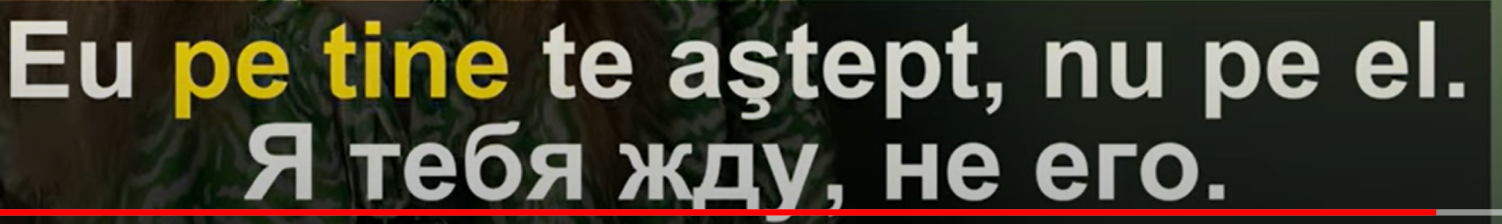 Eu pe tine te aştept, nu pe el.
Я тебя жду, не его.